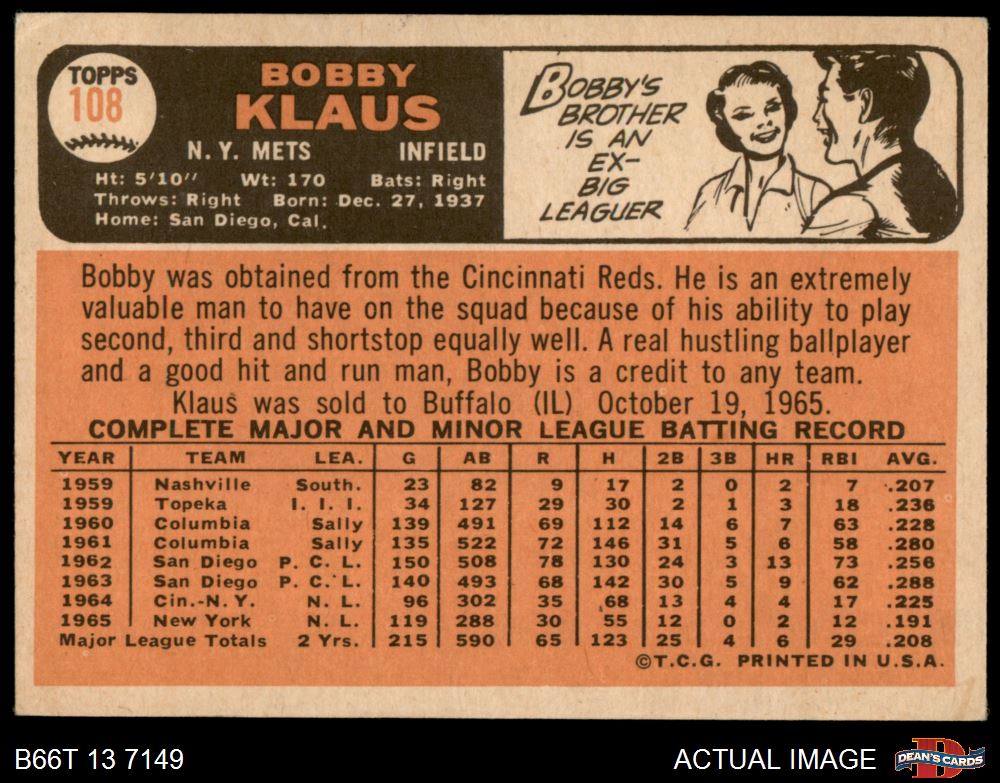 TOPPS
108
BOBBY
KLAUS
N. Y. METS INFIELD
Ht: 5'10" Wt: 170 Bats: Right
Throws: Right Born: Dec. 27, 1937
Home: San Diego, Cal.
BOBBY'S
BROTHER
IS AN
EX-
BIG
LEAGUER
Bobby was obtained from the Cincinnati Reds. He is an extremely
valuable man to have on the squad because of his ability to play
second, third and shortstop equally well. A real hustling ballplayer
and a good hit and run man, Bobby is a credit to any team.
Klaus was sold to Buffalo (IL) October 19, 1965.
COMPLETE MAJOR AND MINOR LEAGUE BATTING RECORD
YEAR TEAM LEA. G AB R H 2B 3B HR RBI AVG.
1959 Nashville South. 23 82 9 17 2 0 2 7 .207
1959 Topeka I. I. I. 34 127 29 30 2 1 3 18 .236
1960 Columbia Sally 139 491 69 112 14 6 7 63 .228
1961 Columbia Sally 135 522 72 146 31 5 6 58 .280
1962 San Diego P. C. L. 150 508 78 130 24 3 13 73 .256
1963 San Diego P. C. L. 140 493 68 142 30 5 9 62 .288
1964 Cin.-N. Y. N. L. 96 302 35 68 13 4 4 17 .225
1965 New York N. L. 119 288 30 55 12 0 2 12 .191
Major League Totals 2 Yrs. 215 590 65 123 25 4 6 29 .208
©T.C.G. PRINTED IN U.S.A.
B66T 13 7149
ACTUAL IMAGE
D
DEAN'S CARDS